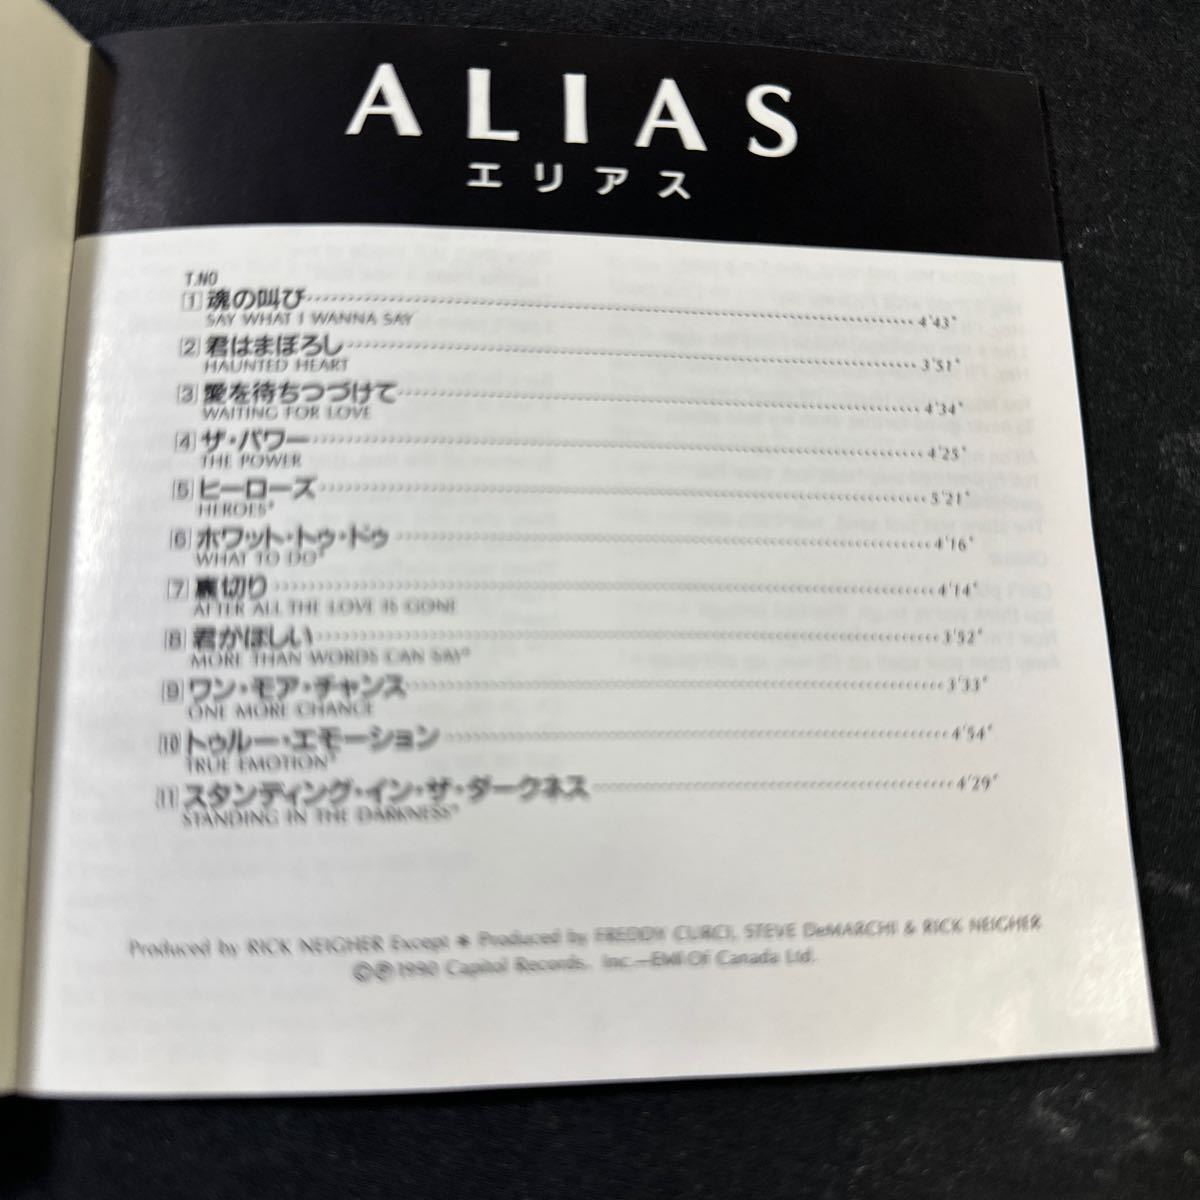 ALIAS
エリアス
T.NO
1 魂の叫び 4'43"
SAY WHAT I WANNA SAY
2 君はまぼろし 3'51"
HAUNTED HEART
3 愛を待ちつづけて 4'34"
WAITING FOR LOVE
4 ザ・パワー 4'25"
THE POWER
5 ヒーローズ 5'21"
HEROES*
6 ホワット・トゥ・ドゥ 4'16"
WHAT TO DO*
7 裏切り 4'14"
AFTER ALL THE LOVE IS GONE
8 君がほしい 3'52"
MORE THAN WORDS CAN SAY*
9 ワン・モア・チャンス 3'33"
ONE MORE CHANCE
10 トゥルー・エモーション 4'54"
TRUE EMOTION*
11 スタンディング・イン・ザ・ダークネス 4'29"
STANDING IN THE DARKNESS*
Produced by RICK NEIGHER Except * Produced by FREDDY CURCI, STEVE DeMARCHI & RICK NEIGHER
©℗1990 Capitol Records, Inc.—EMI Of Canada Ltd.